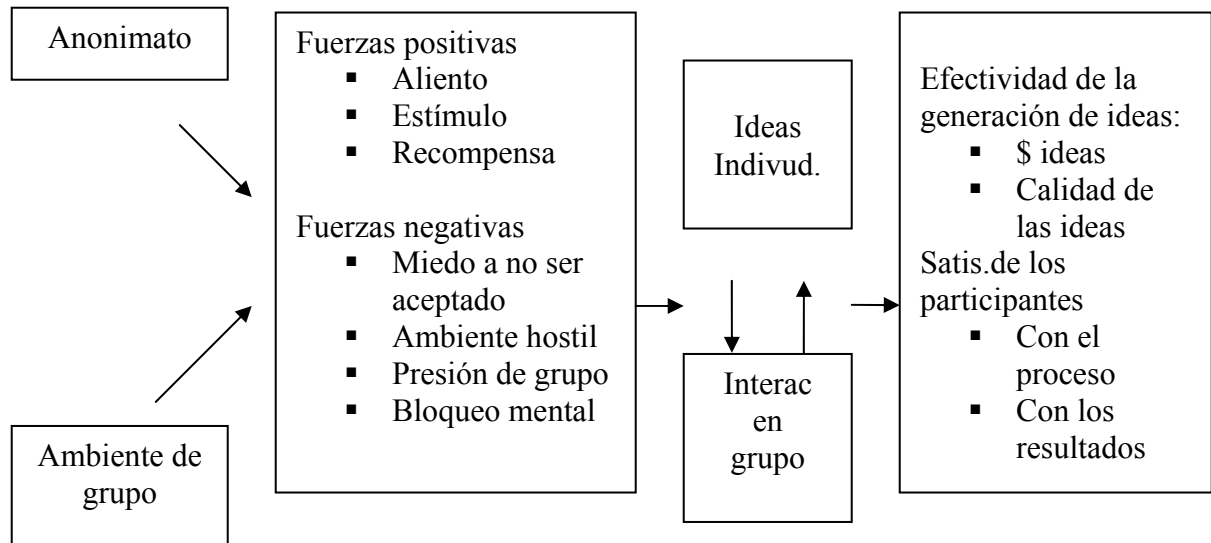 Anonimato
Ambiente de
grupo
Fuerzas positivas
▪ Aliento
▪ Estímulo
▪ Recompensa
Fuerzas negativas
▪ Miedo a no ser
aceptado
▪ Ambiente hostil
▪ Presión de grupo
▪ Bloqueo mental
Ideas
Indivud.
Interac
en
grupo
Efectividad de la
generación de ideas:
▪ $ ideas
▪ Calidad de
las ideas
Satis.de los
participantes
▪ Con el
proceso
▪ Con los
resultados